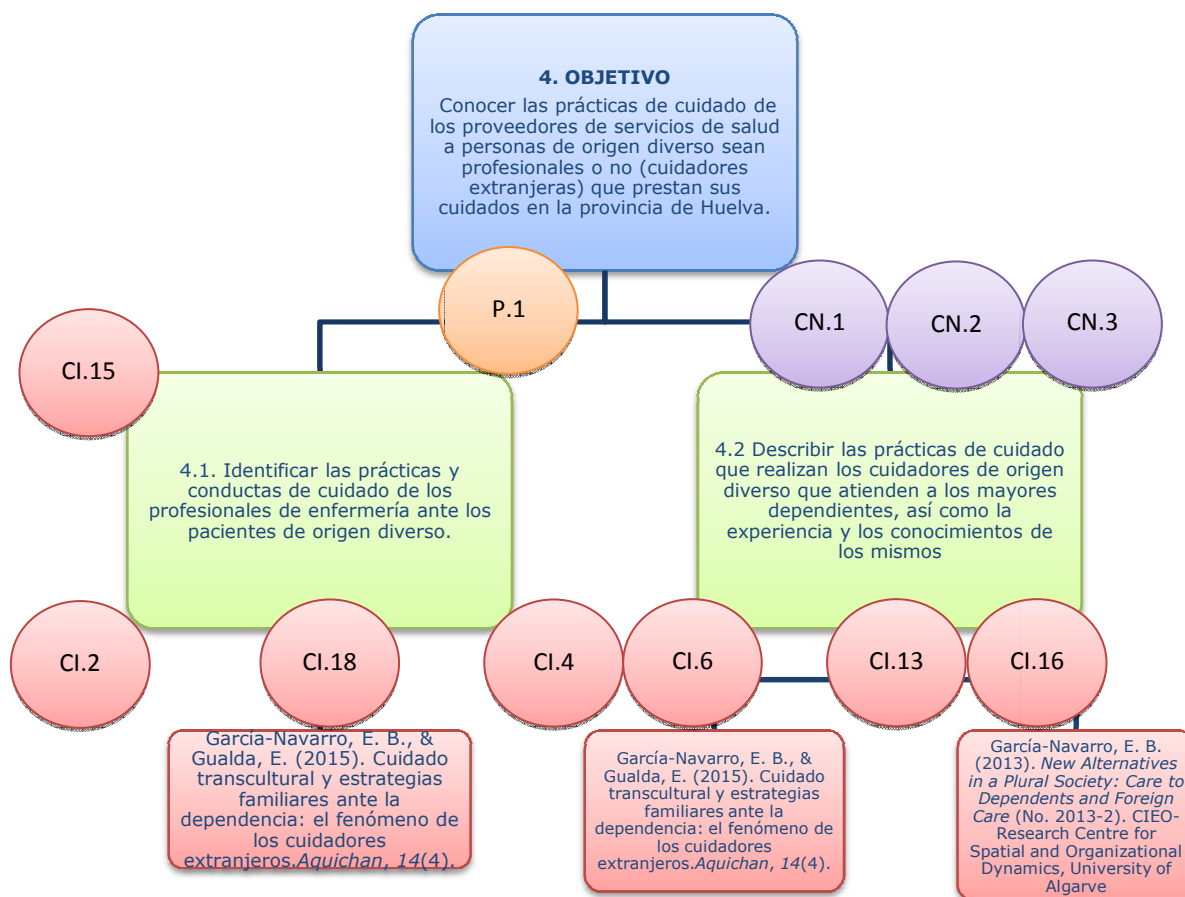 4. OBJETIVO
Conocer las prácticas de cuidado de
los proveedores de servicios de salud
a personas de origen diverso sean
profesionales o no (cuidadores
extranjeras) que prestan sus
cuidados en la provincia de Huelva.
P.1
CN.1
CN.2
CN.3
CI.15
4.1. Identificar las prácticas y
conductas de cuidado de los
profesionales de enfermería ante los
pacientes de origen diverso.
4.2 Describir las prácticas de cuidado
que realizan los cuidadores de origen
diverso que atienden a los mayores
dependientes, así como la
experiencia y los conocimientos de
los mismos
CI.2
CI.18
CI.4
CI.6
CI.13
CI.16
García-Navarro, E. B., &
Gualda, E. (2015). Cuidado
transcultural y estrategias
familiares ante la
dependencia: el fenómeno de
los cuidadores
extranjeros.Aquichan, 14(4).
García-Navarro, E. B., &
Gualda, E. (2015). Cuidado
transcultural y estrategias
familiares ante la
dependencia: el fenómeno de
los cuidadores
extranjeros.Aquichan, 14(4).
García-Navarro, E. B.
(2013). New Alternatives
in a Plural Society: Care to
Dependents and Foreign
Care (No. 2013-2). CIEO-
Research Centre for
Spatial and Organizational
Dynamics, University of
Algarve